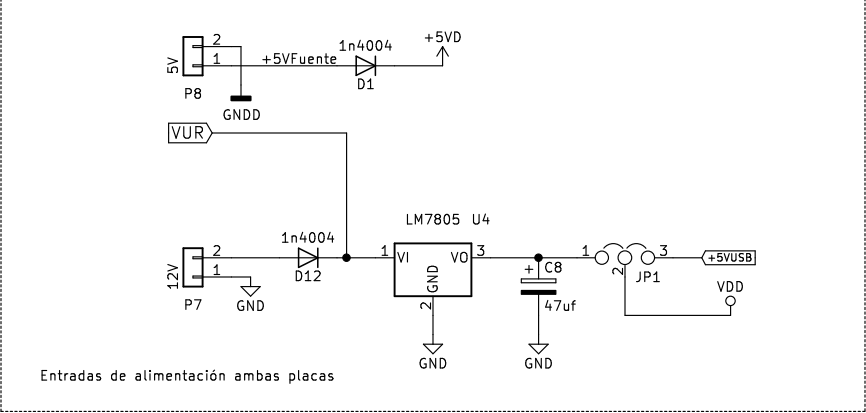 +5VD
1n4004
2
1
+5VFuente
5V
D1
P8
GNDD
VUR
LM7805 U4
1n4004
2
1
VI
VO
3
1
3
+5VUSB
12V
1
D12
GND
+
C8
2
JP1
VDD
P7
GND
2
47uf
GND
GND
Entradas de alimentación ambas placas